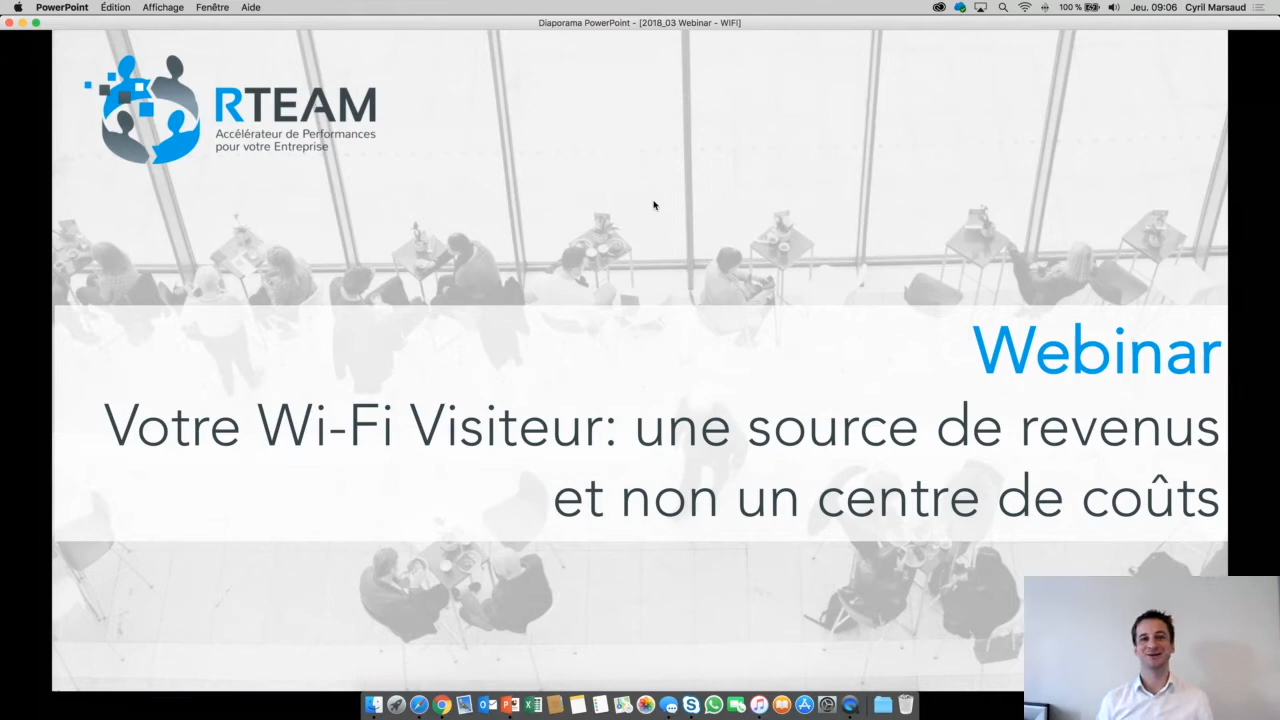 PowerPoint Édition Affichage Fenêtre Aide 100 % Jeu. 09:06 Cyril Marsaud
Diaporama PowerPoint - [2018_03 Webinar - WIFI]
RTEAM
Accélérateur de Performances
pour votre Entreprise
Webinar
Votre Wi-Fi Visiteur: une source de revenus
et non un centre de coûts